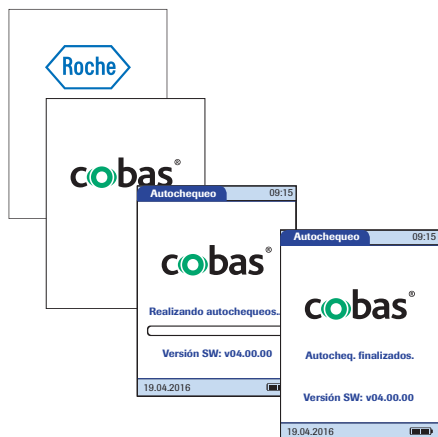 Roche
cobas®
Autochequeo 09:15
cobas®
Realizando autochequeos..
Versión SW: v04.00.00
19.04.2016
Autochequeo 09:15
cobas®
Autocheq. finalizados.
Versión SW: v04.00.00
19.04.2016